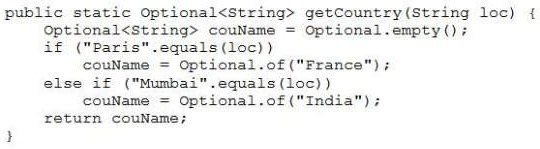 public static Optional<String> getCountry(String loc) {
    Optional<String> couName = Optional.empty();
    if ("Paris".equals(loc))
        couName = Optional.of("France");
    else if ("Mumbai".equals(loc))
        couName = Optional.of("India");
    return couName;
}